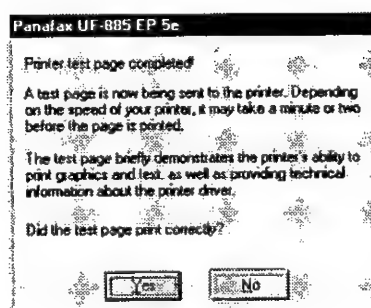 Panafax UF-885 EP 5e
Printer test page completed!
A test page is now being sent to the printer. Depending
on the speed of your printer, it may take a minute or two
before the page is printed.
The test page briefly demonstrates the printer's ability to
print graphics and text, as well as providing technical
information about the printer driver.
Did the test page print correctly?
Yes
No